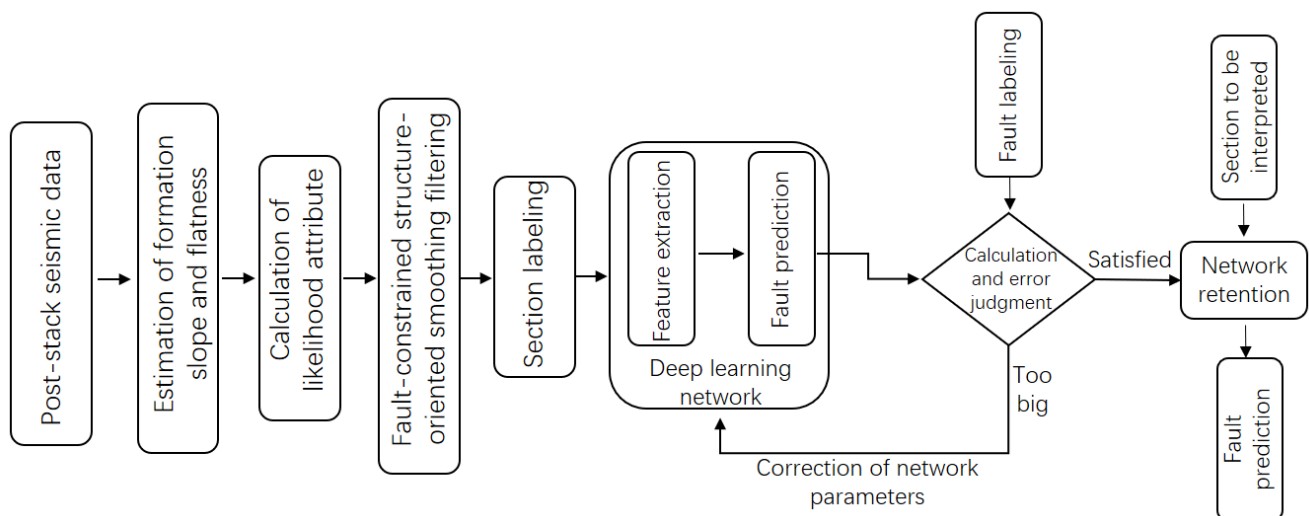 Post-stack seismic data
Estimation of formation
slope and flatness
Calculation of
likelihood attribute
Fault-constrained structure-
oriented smoothing filtering
Section labeling
Feature extraction
Fault prediction
Deep learning
network
Fault labeling
Calculation
and error
judgment
Satisfied
Too
big
Correction of network
parameters
Section to be
interpreted
Network
retention
Fault
prediction